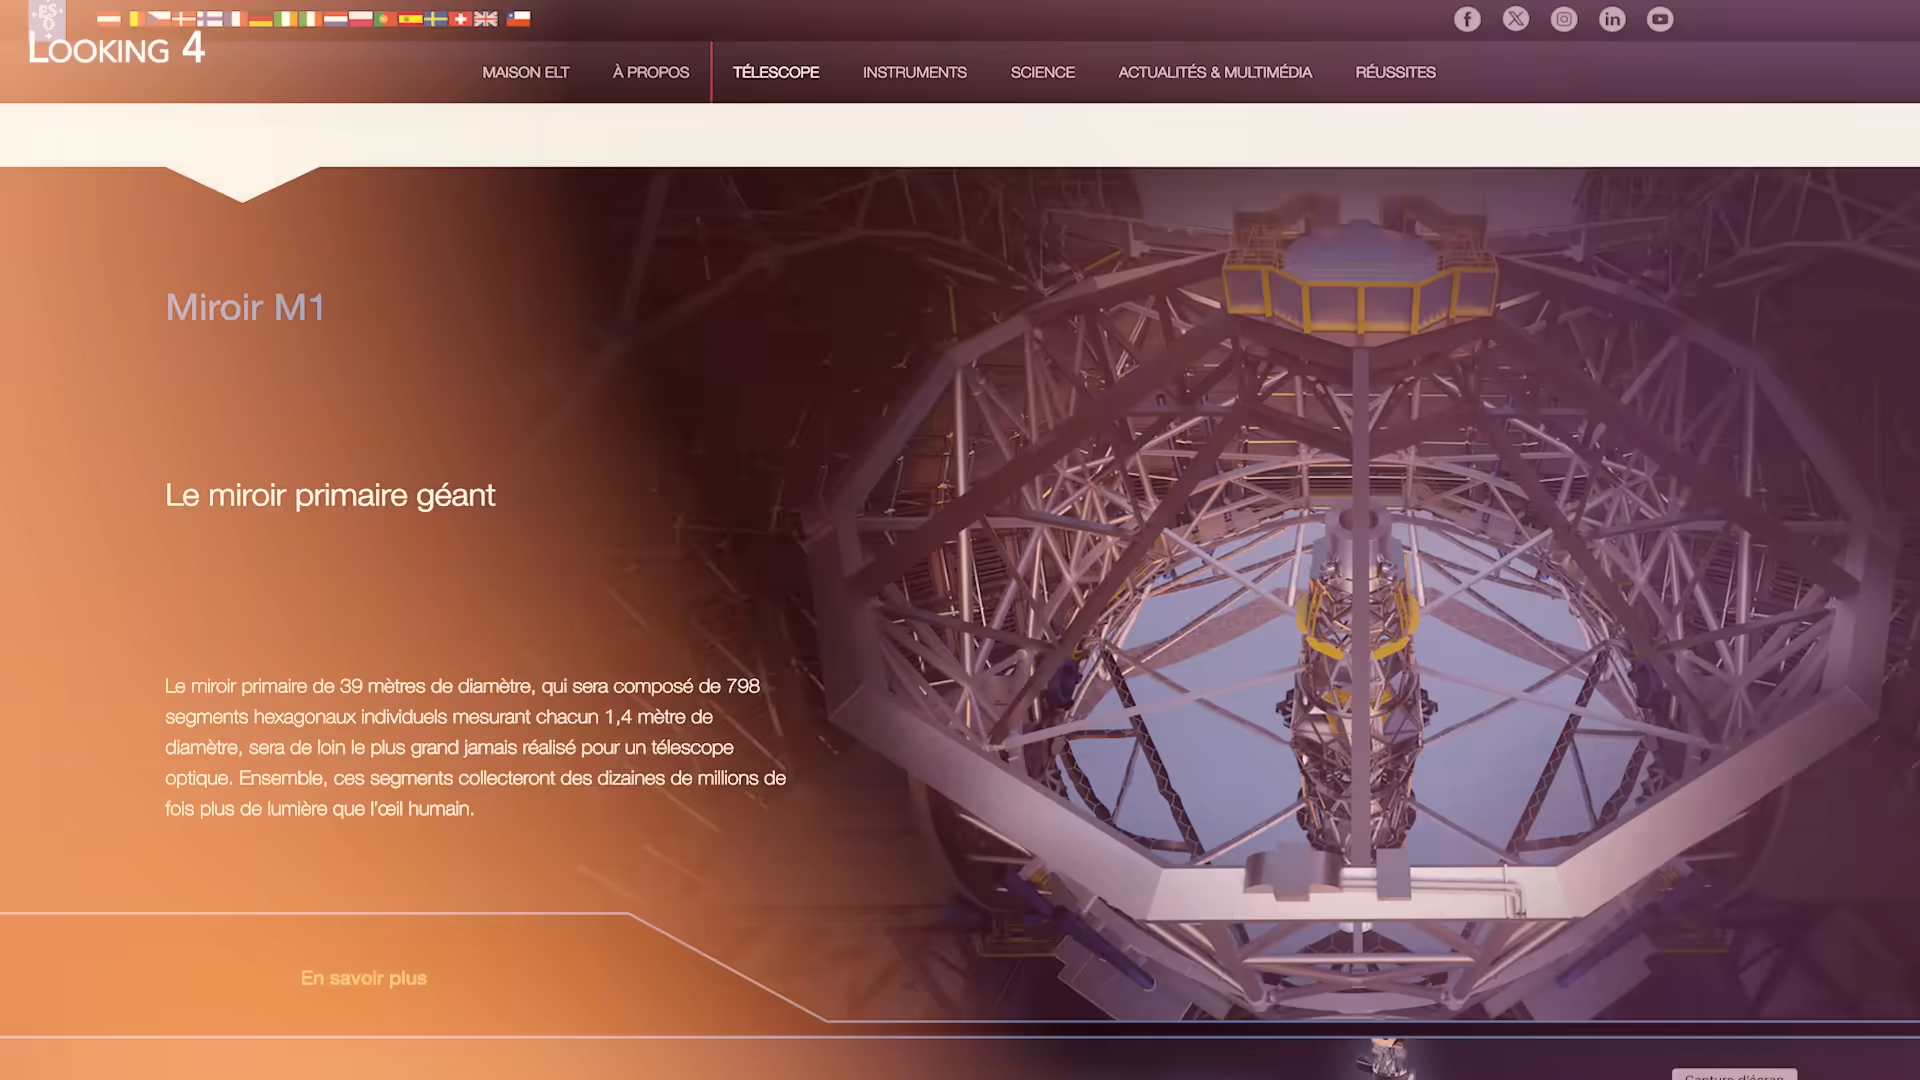 ES
O
LOOKING 4
MAISON ELT
À PROPOS
TÉLESCOPE
INSTRUMENTS
SCIENCE
ACTUALITÉS & MULTIMÉDIA
RÉUSSITES
Miroir M1
Le miroir primaire géant
Le miroir primaire de 39 mètres de diamètre, qui sera composé de 798
segments hexagonaux individuels mesurant chacun 1,4 mètre de
diamètre, sera de loin le plus grand jamais réalisé pour un télescope
optique. Ensemble, ces segments collecteront des dizaines de millions de
fois plus de lumière que l'œil humain.
En savoir plus
Capture d'écran